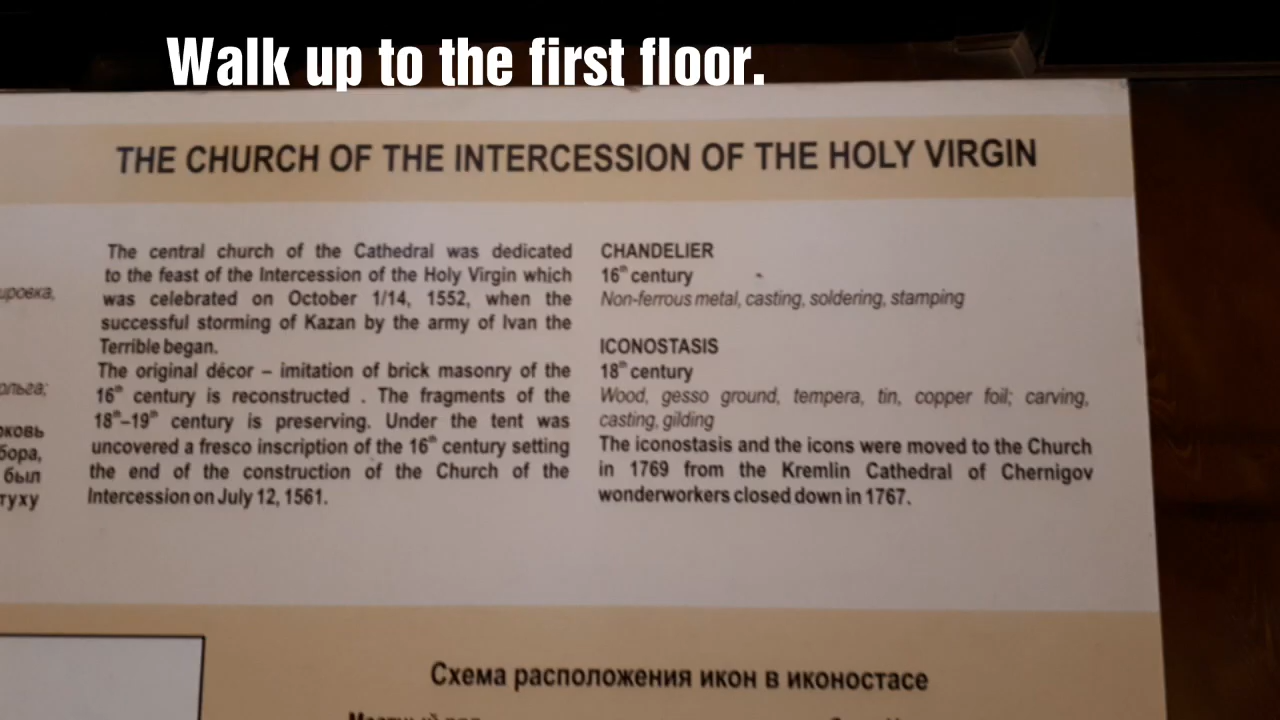 Walk up to the first floor.
THE CHURCH OF THE INTERCESSION OF THE HOLY VIRGIN
The central church of the Cathedral was dedicated
to the feast of the Intercession of the Holy Virgin which
was celebrated on October 1/14, 1552, when the
successful storming of Kazan by the army of Ivan the
Terrible began.
The original décor – imitation of brick masonry of the
16th century is reconstructed . The fragments of the
18th–19th century is preserving. Under the tent was
uncovered a fresco inscription of the 16th century setting
the end of the construction of the Church of the
Intercession on July 12, 1561.
CHANDELIER
16th century
Non-ferrous metal, casting, soldering, stamping
ICONOSTASIS
18th century
Wood, gesso ground, tempera, tin, copper foil; carving,
casting, gilding
The iconostasis and the icons were moved to the Church
in 1769 from the Kremlin Cathedral of Chernigov
wonderworkers closed down in 1767.
был
Схема расположения икон в иконостасе